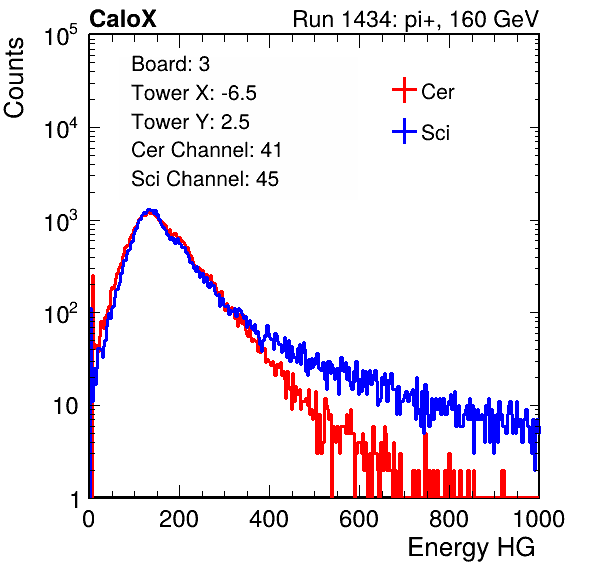 CaloX Run 1434: pi+, 160 GeV
Counts
Board: 3
Tower X: -6.5
Tower Y: 2.5
Cer Channel: 41
Sci Channel: 45
Cer
Sci
10^5
10^4
10^3
10^2
10
1
0 200 400 600 800 1000
Energy HG